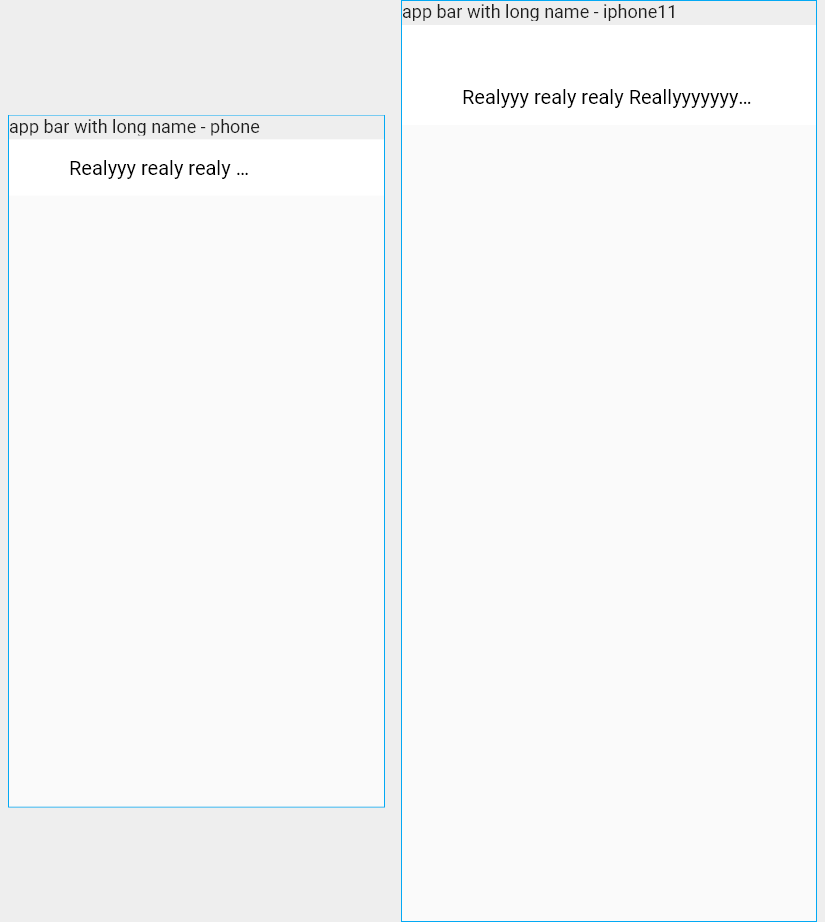 app bar with long name - phone
Realyyy realy realy …
app bar with long name - iphone11
Realyyy realy realy Reallyyyyyyy…